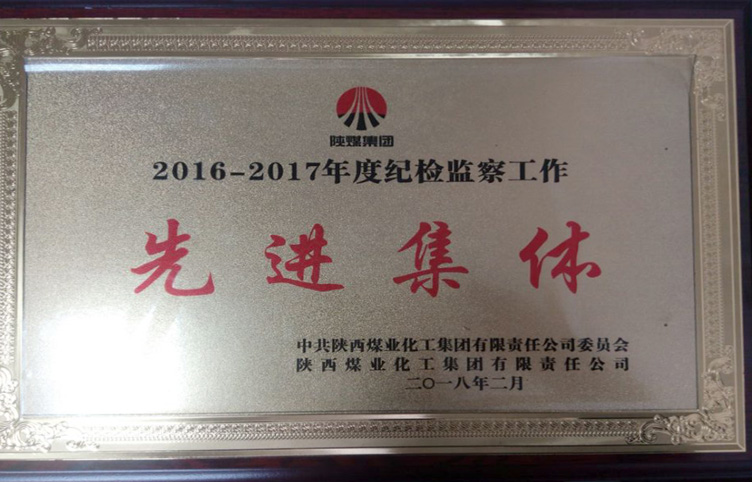 陕煤集团
2016-2017年度纪检监察工作
先进集体
中共陕西煤业化工集团有限责任公司委员会
陕西煤业化工集团有限责任公司
二〇一八年二月